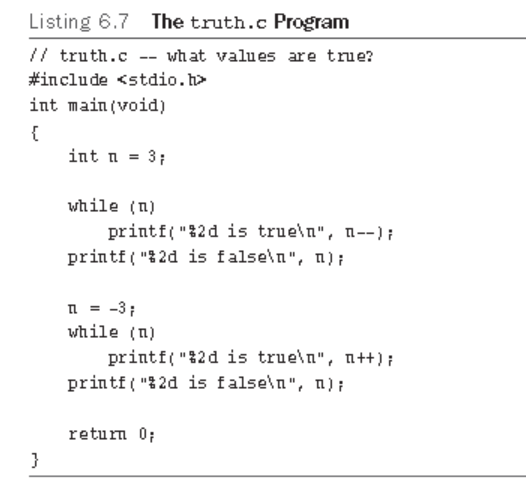 Listing 6.7 The truth.c Program
// truth.c -- what values are true?
#include <stdio.h>
int main(void)
{
    int n = 3;

    while (n)
        printf("%2d is true\n", n--);
    printf("%2d is false\n", n);

    n = -3;
    while (n)
        printf("%2d is true\n", n++);
    printf("%2d is false\n", n);

    return 0;
}